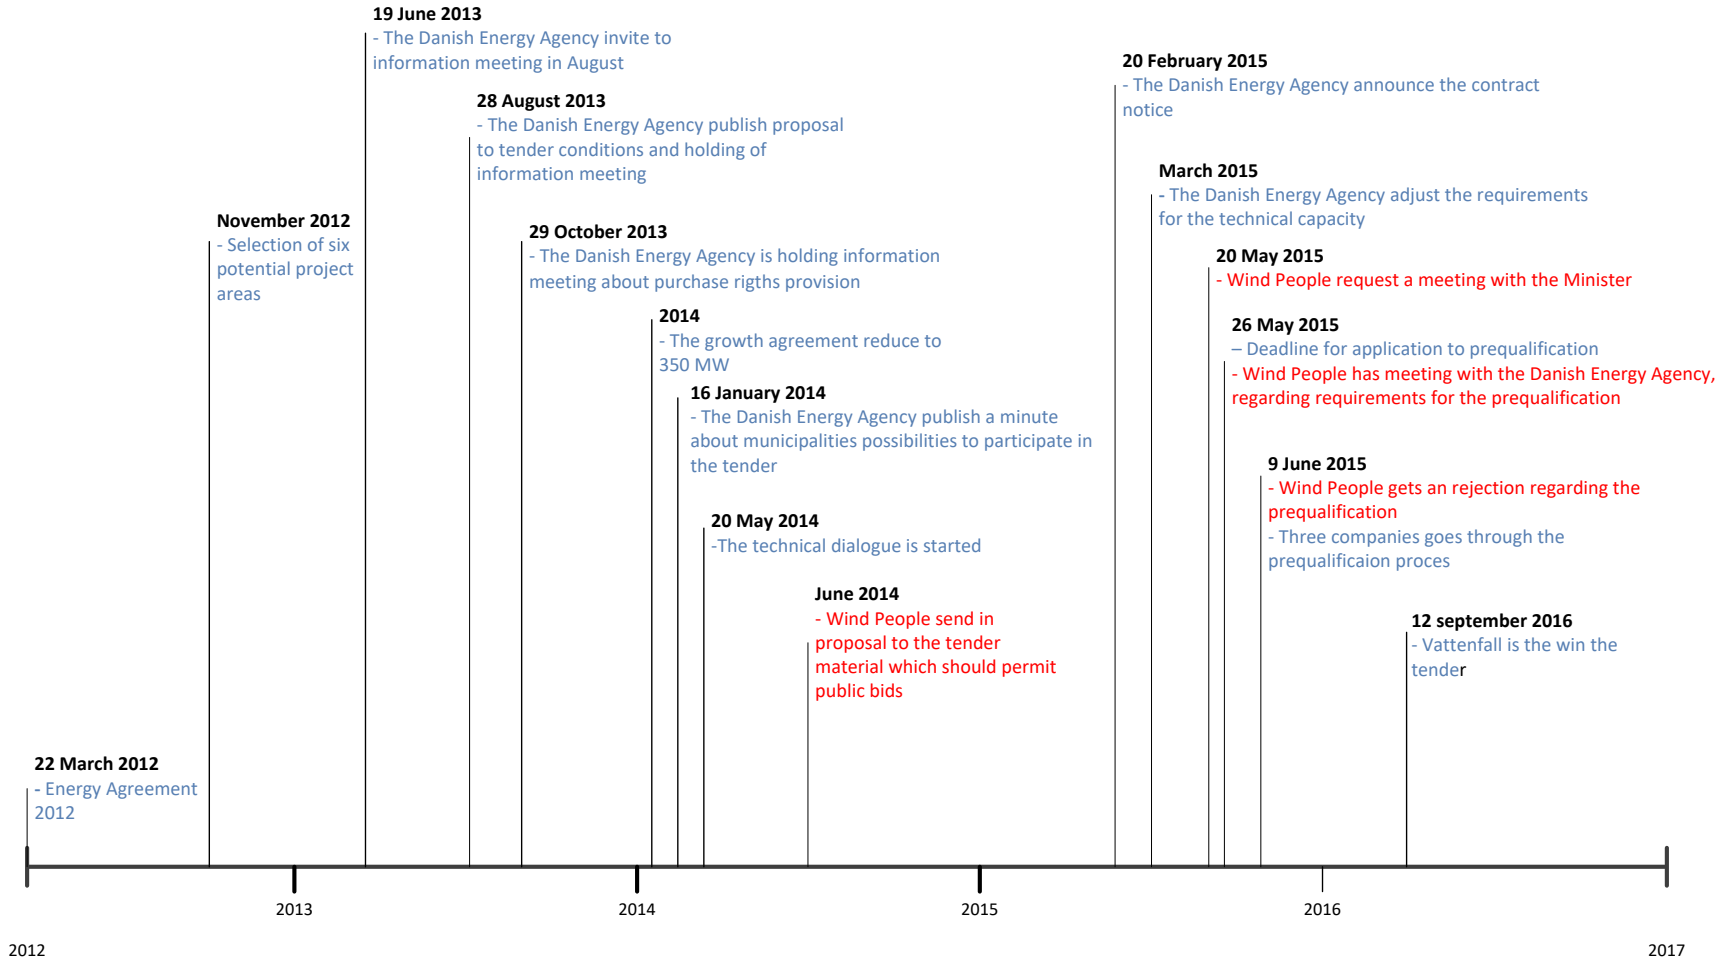 19 June 2013
- The Danish Energy Agency invite to
information meeting in August
28 August 2013
- The Danish Energy Agency publish proposal
to tender conditions and holding of
information meeting
November 2012
- Selection of six
potential project
areas
29 October 2013
- The Danish Energy Agency is holding information
meeting about purchase rigths provision
2014
- The growth agreement reduce to
350 MW
16 January 2014
- The Danish Energy Agency publish a minute
about municipalities possibilities to participate in
the tender
20 May 2014
-The technical dialogue is started
June 2014
- Wind People send in
proposal to the tender
material which should permit
public bids
22 March 2012
- Energy Agreement
2012
20 February 2015
- The Danish Energy Agency announce the contract
notice
March 2015
- The Danish Energy Agency adjust the requirements
for the technical capacity
20 May 2015
- Wind People request a meeting with the Minister
26 May 2015
– Deadline for application to prequalification
- Wind People has meeting with the Danish Energy Agency,
regarding requirements for the prequalification
9 June 2015
- Wind People gets an rejection regarding the
prequalification
- Three companies goes through the
prequalificaion proces
12 september 2016
- Vattenfall is the win the
tender
2013
2014
2015
2016
2012
2017